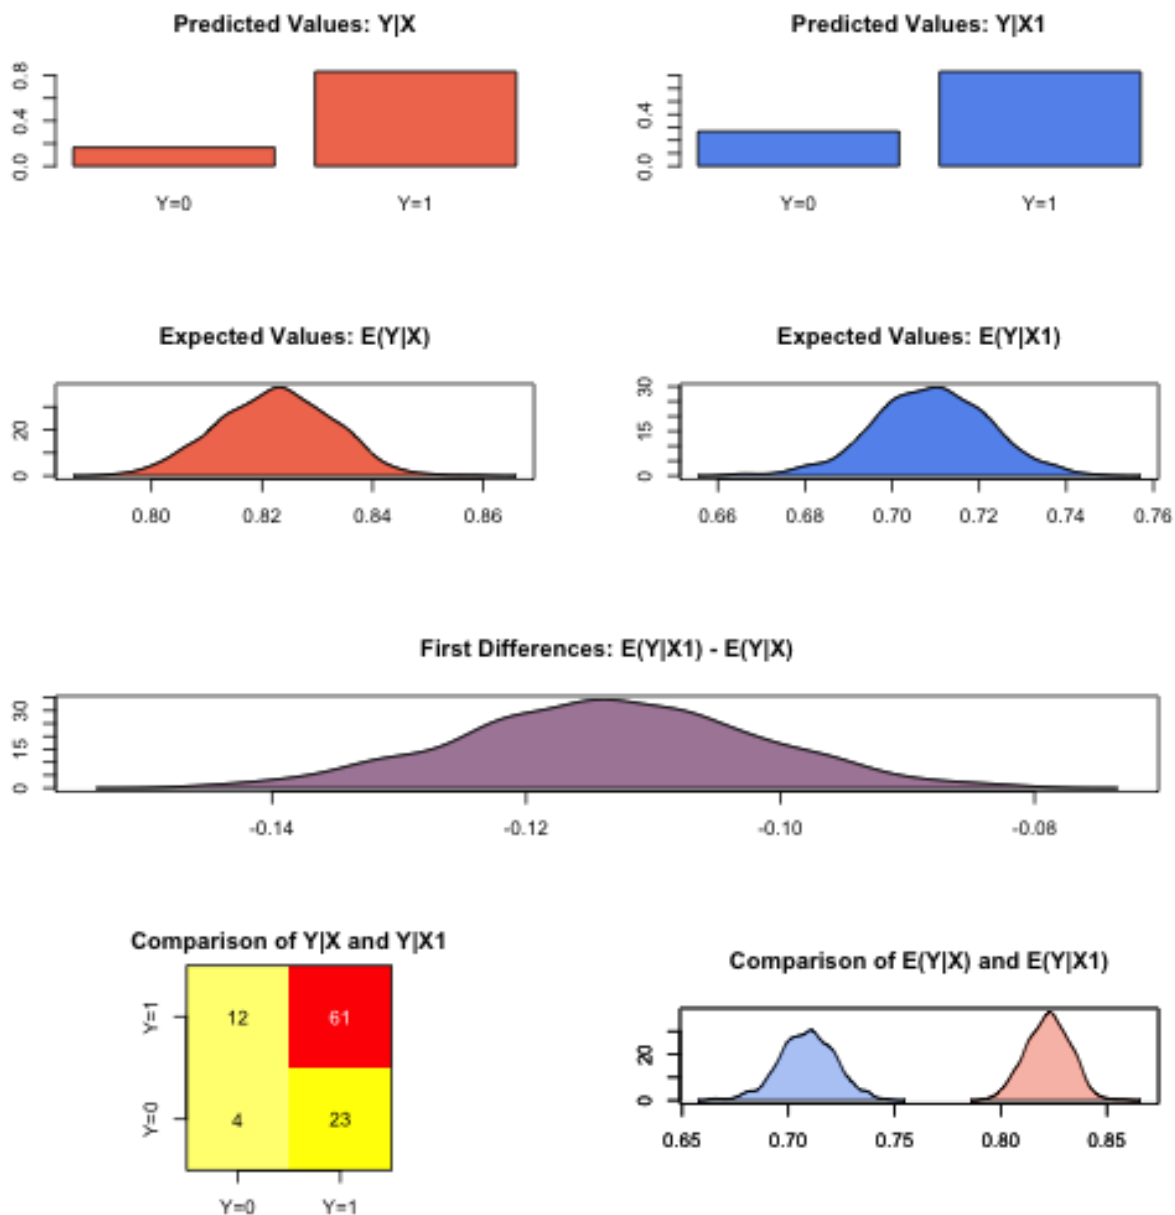 Predicted Values: Y|X
0.0 0.4 0.8
Y=0 Y=1
Predicted Values: Y|X1
0.0 0.4
Y=0 Y=1
Expected Values: E(Y|X)
0 20
0.80 0.82 0.84 0.86
Expected Values: E(Y|X1)
0 15 30
0.66 0.68 0.70 0.72 0.74 0.76
First Differences: E(Y|X1) - E(Y|X)
0 15 30
-0.14 -0.12 -0.10 -0.08
Comparison of Y|X and Y|X1
Y=1 12 61
Y=0 4 23
Y=0 Y=1
Comparison of E(Y|X) and E(Y|X1)
0 20
0.65 0.70 0.75 0.80 0.85